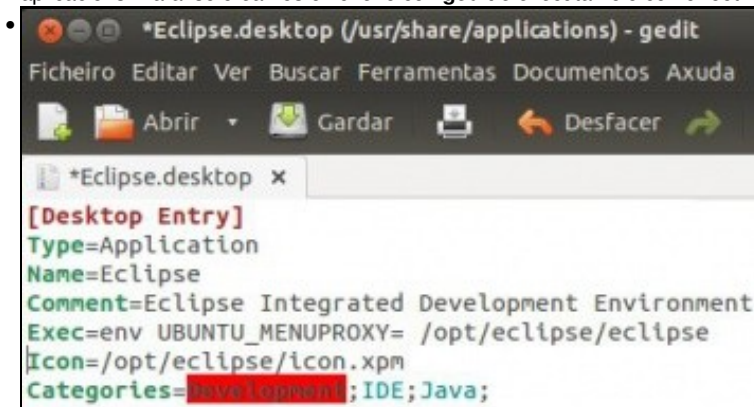 *Eclipse.desktop (/usr/share/applications) - gedit
Ficheiro Editar Ver Buscar Ferramentas Documentos Axuda
Abrir Gardar Desfacer
*Eclipse.desktop
[Desktop Entry]
Type=Application
Name=Eclipse
Comment=Eclipse Integrated Development Environment
Exec=env UBUNTU_MENUPROXY= /opt/eclipse/eclipse
Icon=/opt/eclipse/icon.xpm
Categories=Development;IDE;Java;